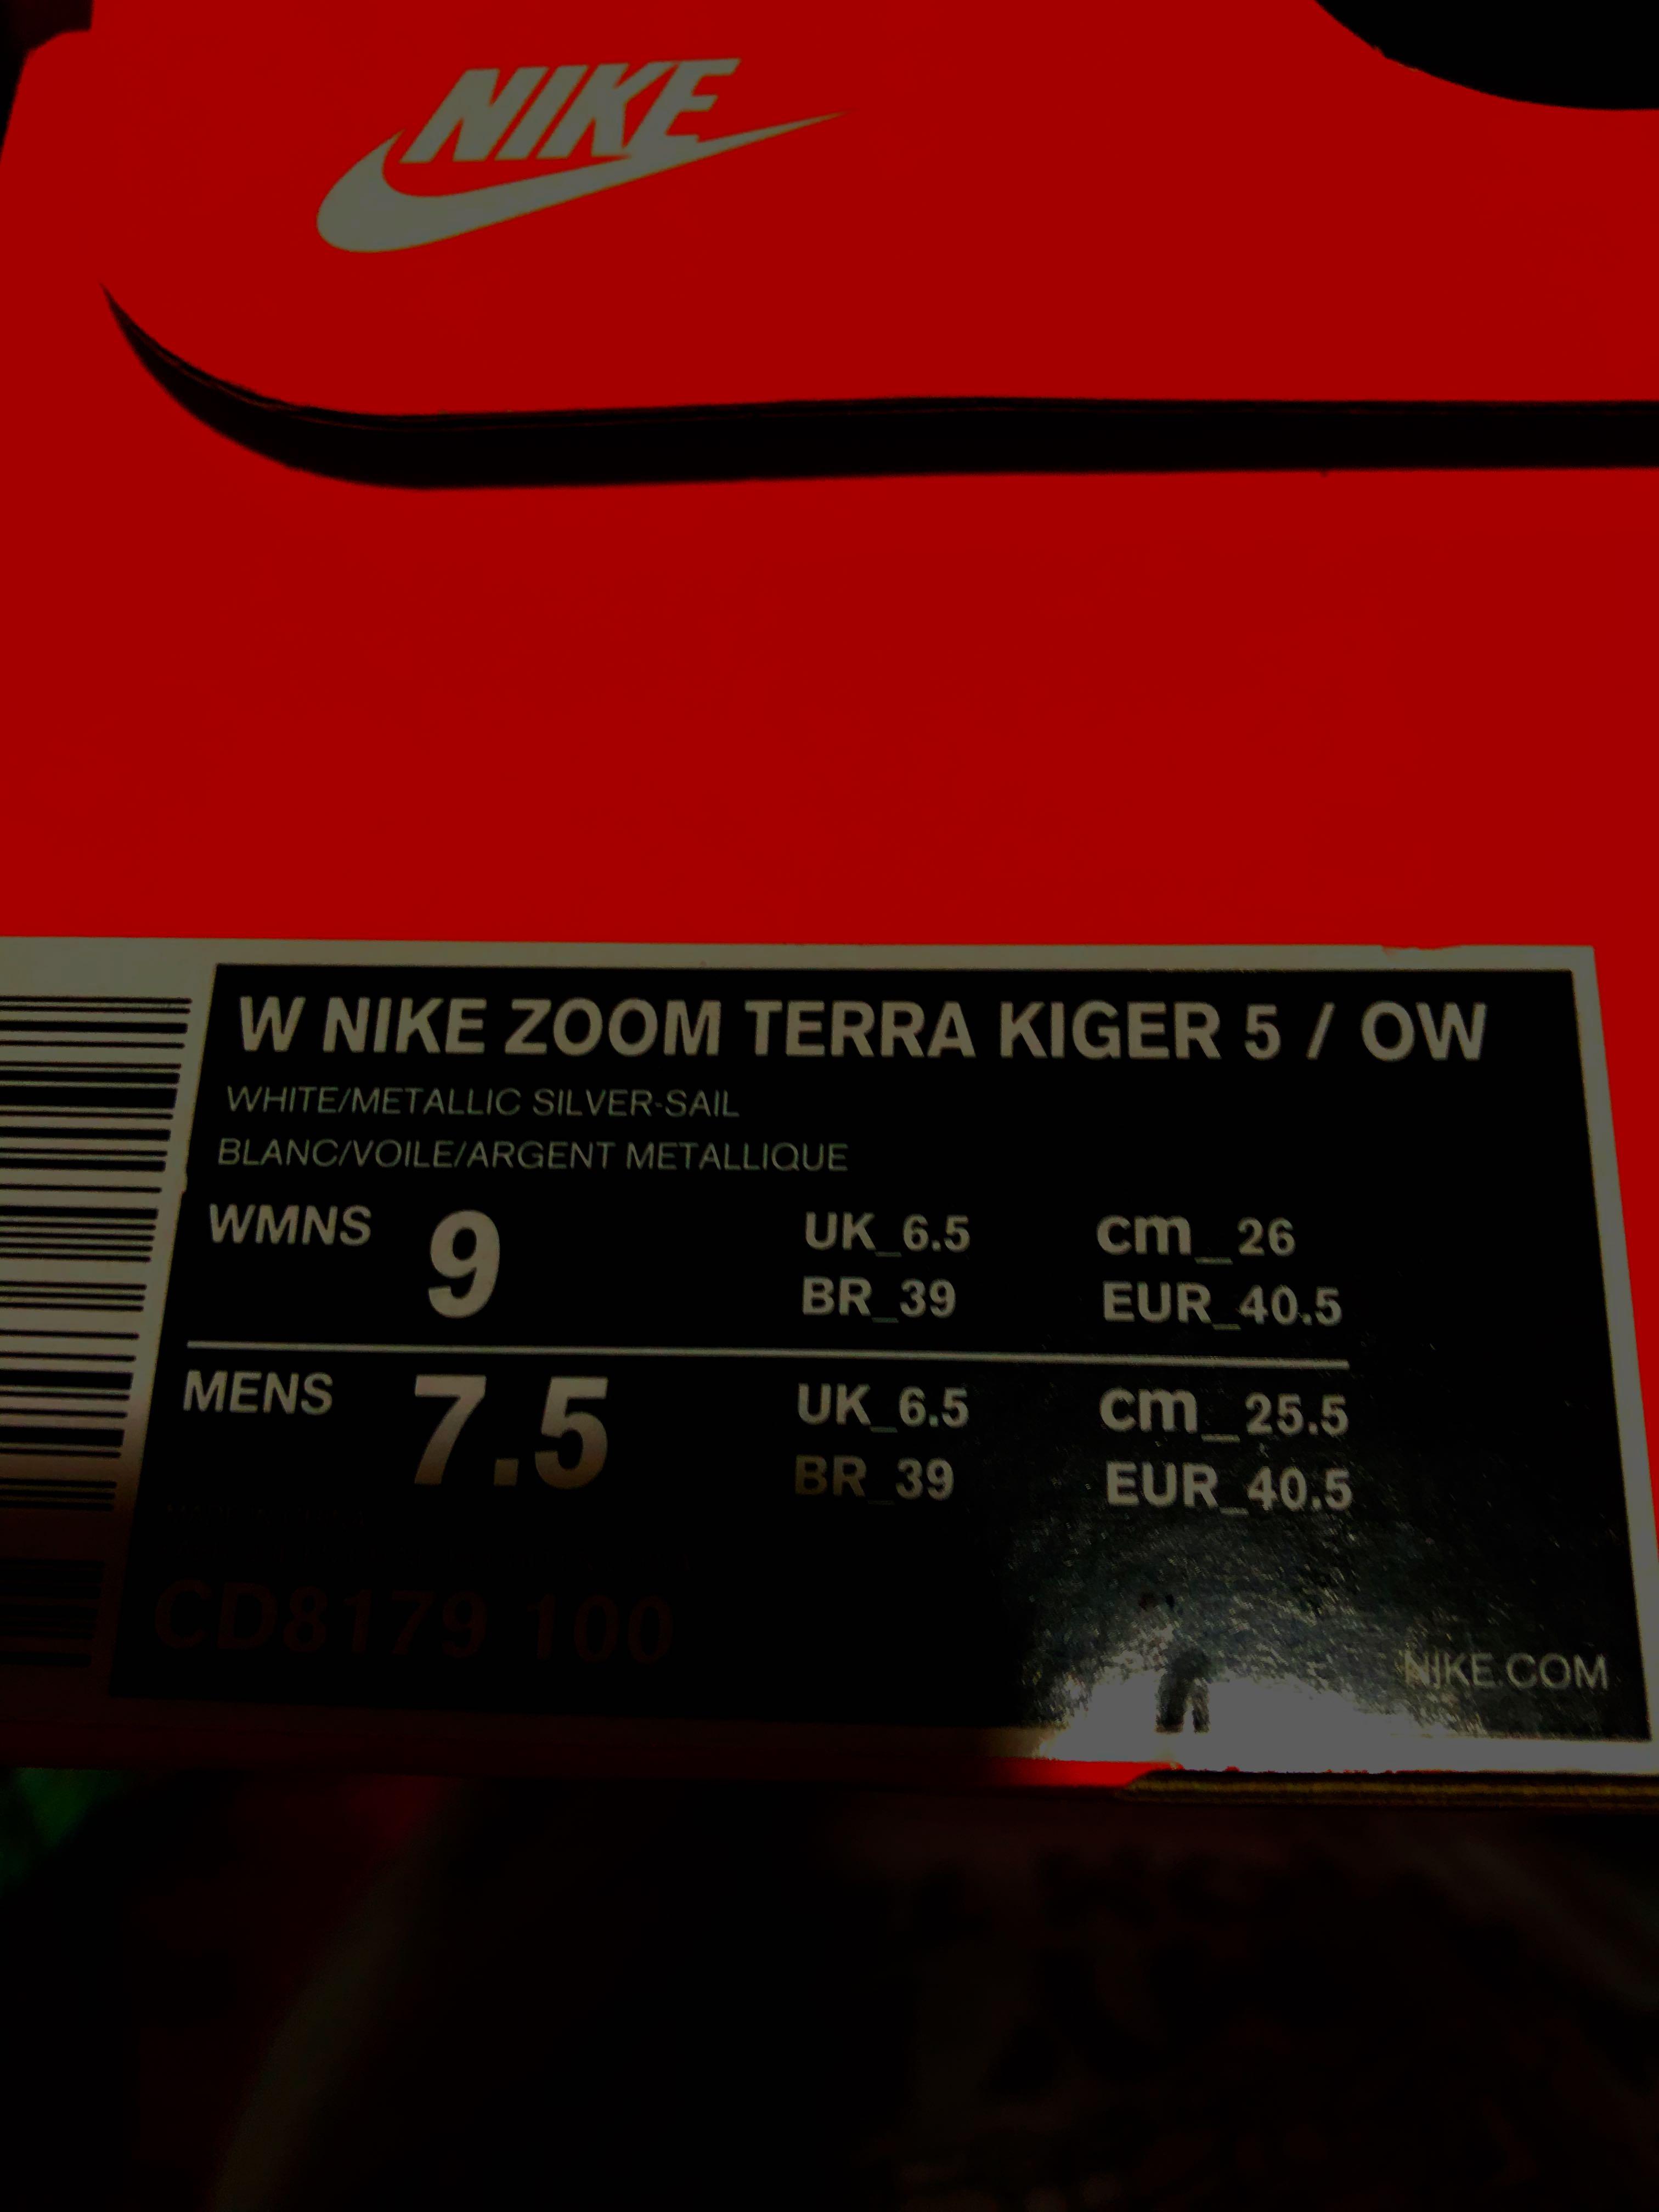 NIKE
W NIKE ZOOM TERRA KIGER 5 / OW
WHITE/METALLIC SILVER-SAIL
BLANC/VOILE/ARGENT METALLIQUE
WMNS 9 UK_6.5 cm_26
BR_39 EUR_40.5
MENS 7.5 UK_6.5 cm_25.5
BR_39 EUR_40.5
CD8179 100
NIKE.COM